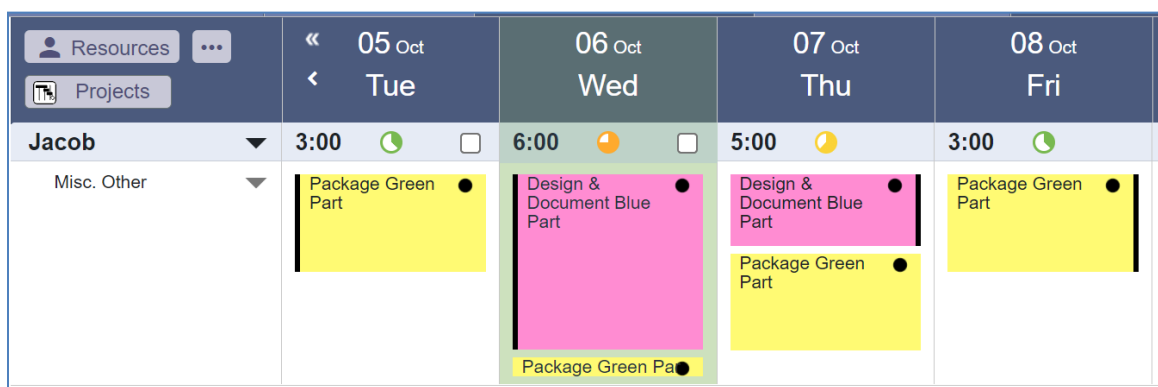 Resources
•••
Projects
« 05 Oct
‹ Tue
06 Oct
Wed
07 Oct
Thu
08 Oct
Fri
Jacob
3:00
6:00
5:00
3:00
Misc. Other
Package Green
Part
Design &
Document Blue
Part
Package Green Pa
Design &
Document Blue
Part
Package Green
Part
Package Green
Part